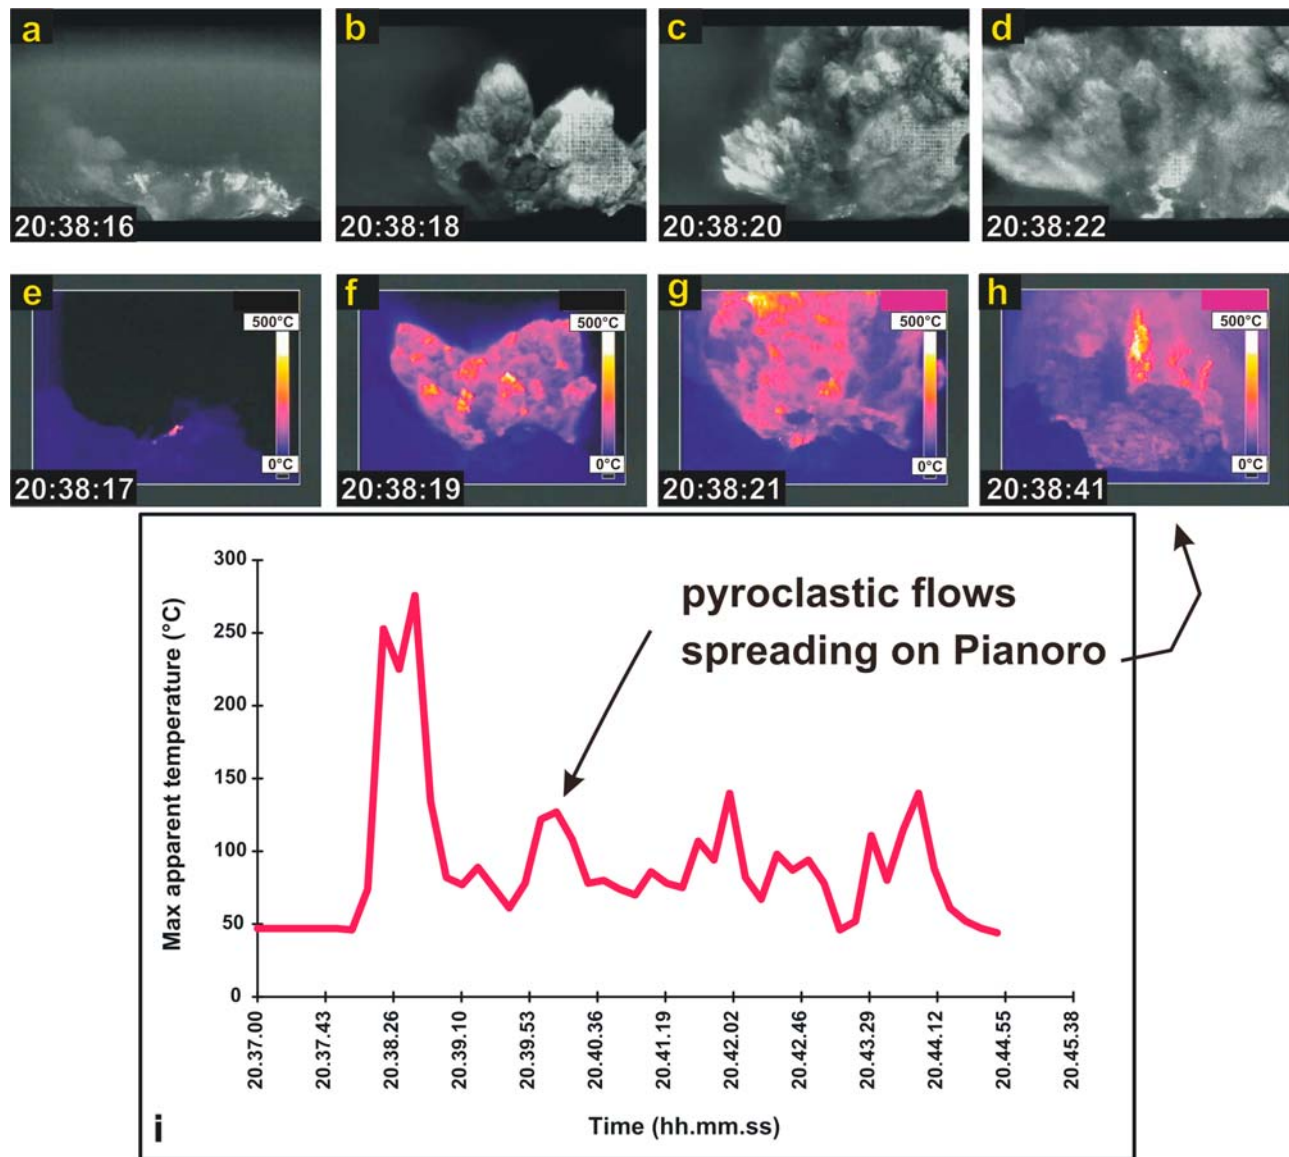 a
b
c
d
20:38:16
20:38:18
20:38:20
20:38:22
e
f
g
h
500°C
500°C
500°C
500°C
0°C
0°C
0°C
0°C
20:38:17
20:38:19
20:38:21
20:38:41
pyroclastic flows
spreading on Pianoro
Max apparent temperature (°C)
300
250
200
150
100
50
0
20.37.00
20.37.43
20.38.26
20.39.10
20.39.53
20.40.36
20.41.19
20.42.02
20.42.46
20.43.29
20.44.12
20.44.55
20.45.38
Time (hh.mm.ss)
i